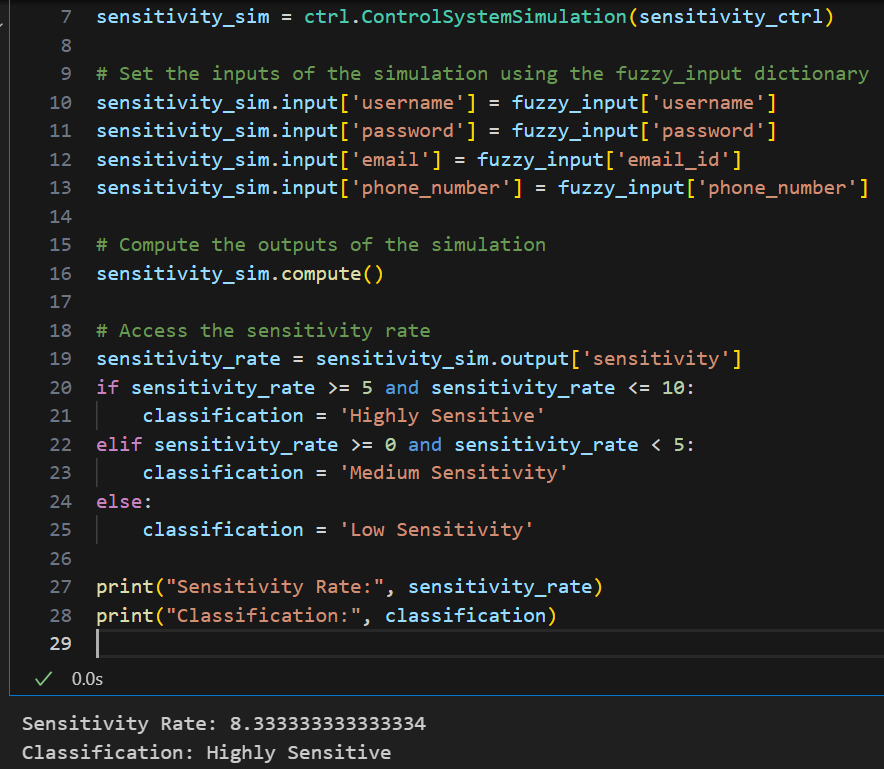 7 sensitivity_sim = ctrl.ControlSystemSimulation(sensitivity_ctrl)
8
9 # Set the inputs of the simulation using the fuzzy_input dictionary
10 sensitivity_sim.input['username'] = fuzzy_input['username']
11 sensitivity_sim.input['password'] = fuzzy_input['password']
12 sensitivity_sim.input['email'] = fuzzy_input['email_id']
13 sensitivity_sim.input['phone_number'] = fuzzy_input['phone_number']
14
15 # Compute the outputs of the simulation
16 sensitivity_sim.compute()
17
18 # Access the sensitivity rate
19 sensitivity_rate = sensitivity_sim.output['sensitivity']
20 if sensitivity_rate >= 5 and sensitivity_rate <= 10:
21     classification = 'Highly Sensitive'
22 elif sensitivity_rate >= 0 and sensitivity_rate < 5:
23     classification = 'Medium Sensitivity'
24 else:
25     classification = 'Low Sensitivity'
26
27 print("Sensitivity Rate:", sensitivity_rate)
28 print("Classification:", classification)
29
0.0s
Sensitivity Rate: 8.333333333333334
Classification: Highly Sensitive